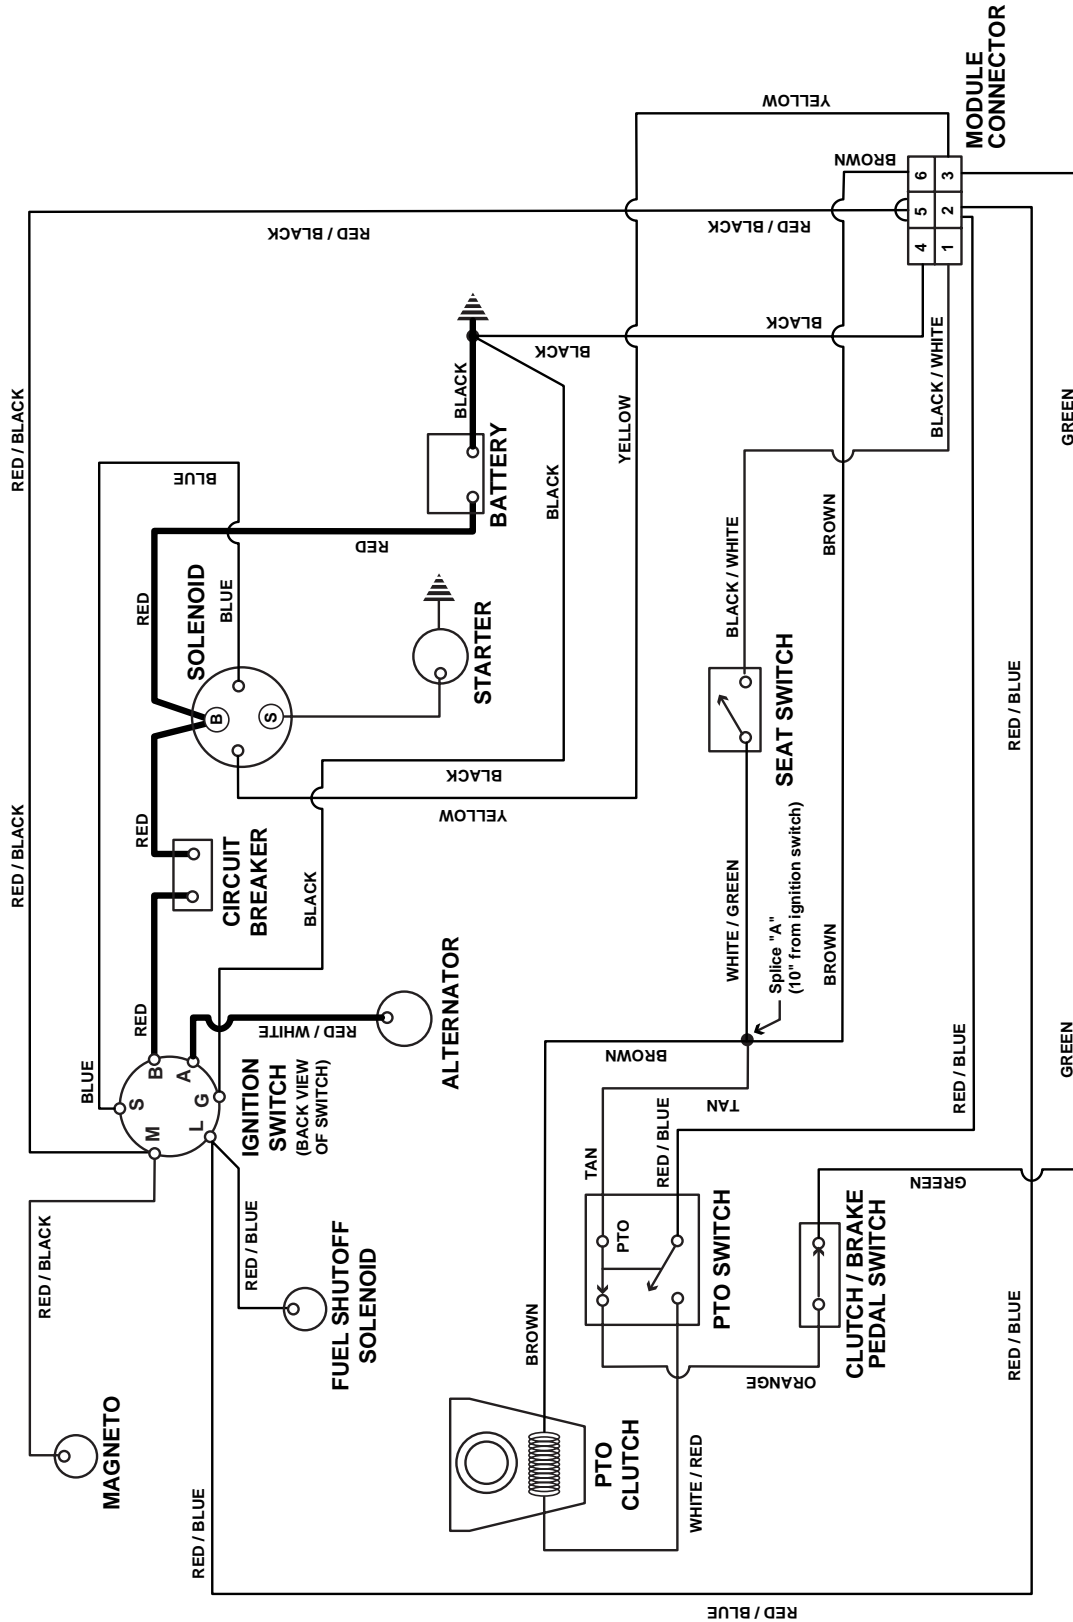 MAGNETO
RED / BLACK
RED / BLACK
RED / BLACK
RED / BLACK
RED / BLACK
BLUE
BLUE
BLUE
M
S
B
A
G
L
IGNITION
SWITCH
(BACK VIEW
OF SWITCH)
RED
RED
RED
RED
CIRCUIT
BREAKER
SOLENOID
B
S
STARTER
BATTERY
BLACK
BLACK
BLACK
BLACK
BLACK
BLACK
RED / WHITE
ALTERNATOR
RED / BLUE
FUEL SHUTOFF
SOLENOID
RED / BLUE
YELLOW
YELLOW
YELLOW
BROWN
MODULE
CONNECTOR
4
5
6
1
2
3
BLACK / WHITE
BLACK / WHITE
SEAT SWITCH
WHITE / GREEN
Splice "A"
(10" from ignition switch)
BROWN
BROWN
BROWN
BROWN
TAN
TAN
RED / BLUE
PTO
PTO SWITCH
PTO
CLUTCH
WHITE / RED
ORANGE
CLUTCH / BRAKE
PEDAL SWITCH
GREEN
GREEN
GREEN
RED / BLUE
RED / BLUE
RED / BLUE
RED / BLUE